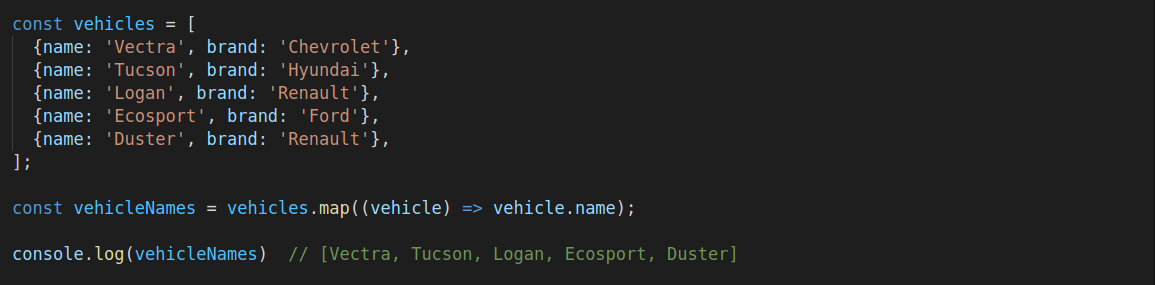 const vehicles = [
  {name: 'Vectra', brand: 'Chevrolet'},
  {name: 'Tucson', brand: 'Hyundai'},
  {name: 'Logan', brand: 'Renault'},
  {name: 'Ecosport', brand: 'Ford'},
  {name: 'Duster', brand: 'Renault'},
];
const vehicleNames = vehicles.map((vehicle) => vehicle.name);
console.log(vehicleNames)  // [Vectra, Tucson, Logan, Ecosport, Duster]